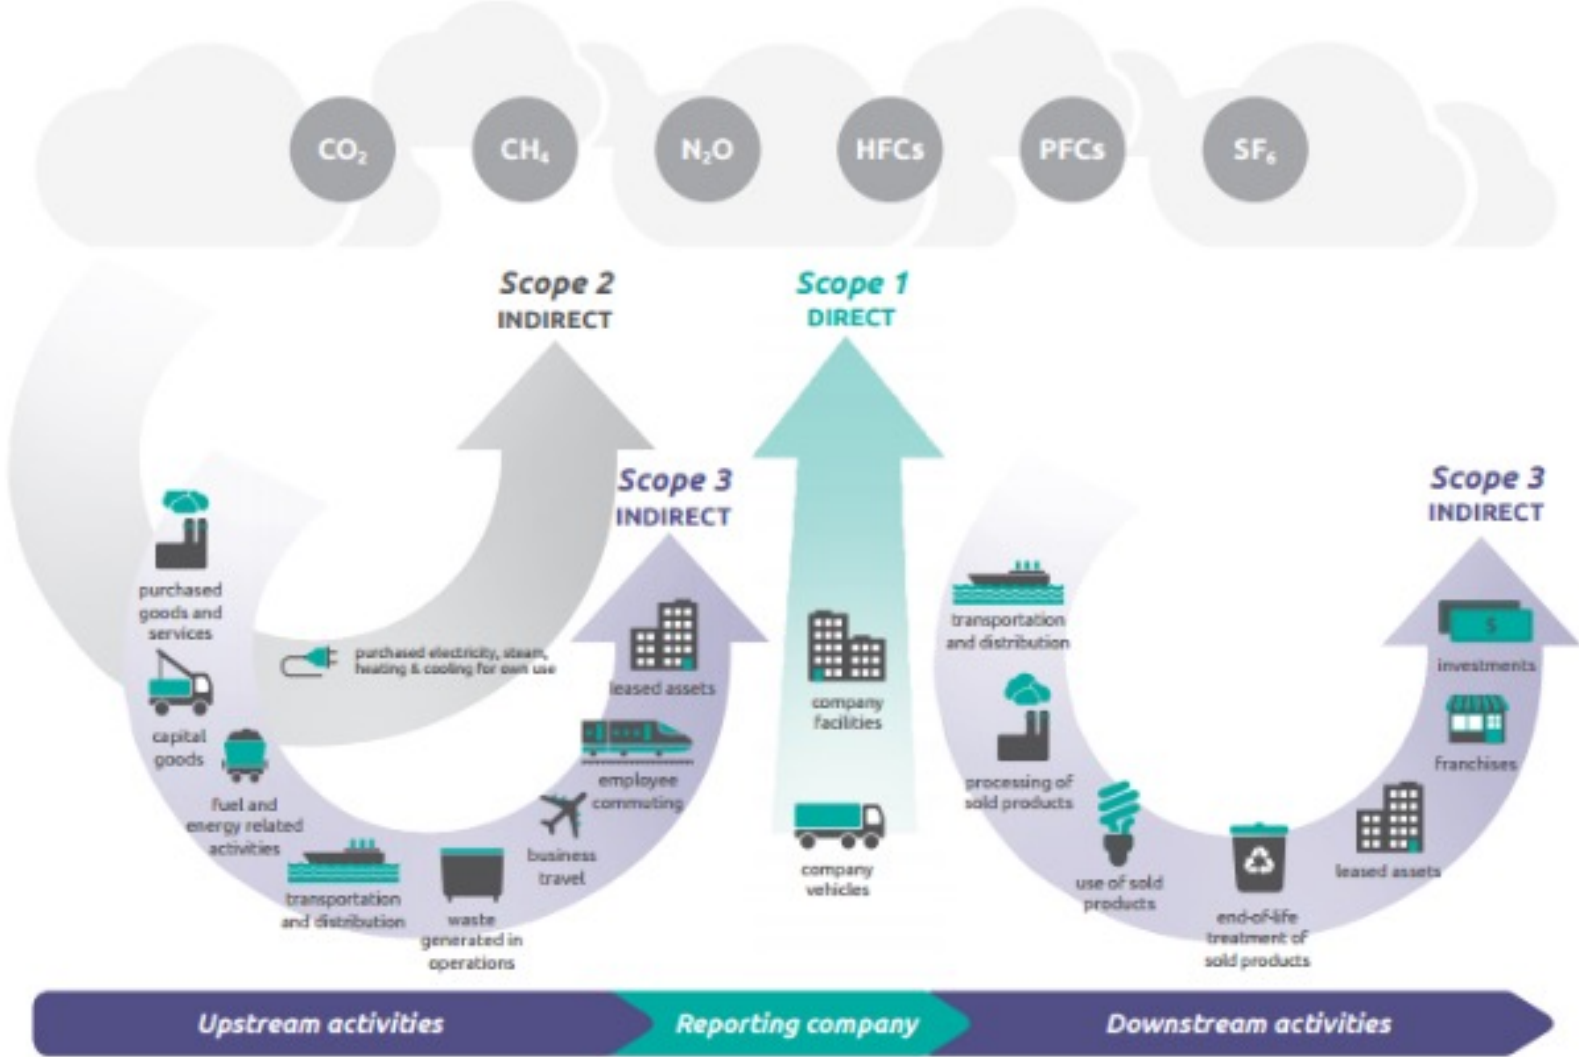 CO₂
CH₄
N₂O
HFCs
PFCs
SF₆
Scope 2
INDIRECT
Scope 1
DIRECT
Scope 3
INDIRECT
Scope 3
INDIRECT
purchased
goods and
services
capital
goods
fuel and
energy related
activities
transportation
and distribution
waste
generated in
operations
business
travel
employee
commuting
leased assets
purchased electricity, steam,
heating & cooling for own use
company
facilities
company
vehicles
transportation
and distribution
processing of
sold products
use of sold
products
end-of-life
treatment of
sold products
leased assets
franchises
investments
$
Upstream activities
Reporting company
Downstream activities